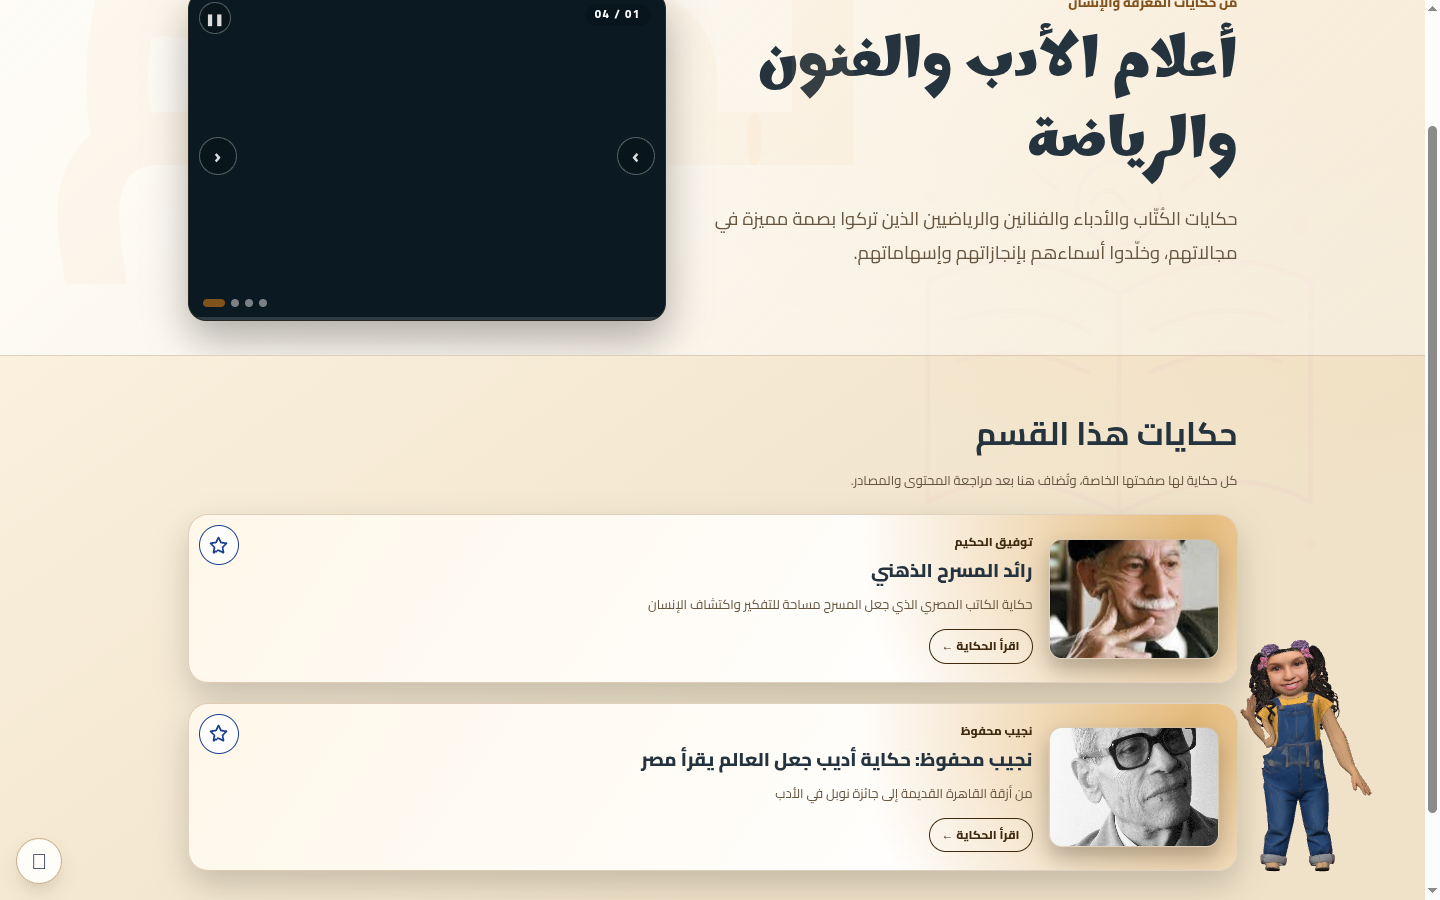 من حكايات المعرفة والإنسان
أعلام الأدب والفنون
والرياضة
حكايات الكُتّاب والأدباء والفنانين والرياضيين الذين تركوا بصمة مميزة في
مجالاتهم، وخلّدوا أسماءهم بإنجازاتهم وإسهاماتهم.
04 / 01
حكايات هذا القسم
كل حكاية لها صفحتها الخاصة، وتُضاف هنا بعد مراجعة المحتوى والمصادر.
توفيق الحكيم
رائد المسرح الذهني
حكاية الكاتب المصري الذي جعل المسرح مساحة للتفكير واكتشاف الإنسان
اقرأ الحكاية ←
نجيب محفوظ
نجيب محفوظ: حكاية أديب جعل العالم يقرأ مصر
من أزقة القاهرة القديمة إلى جائزة نوبل في الأدب
اقرأ الحكاية ←